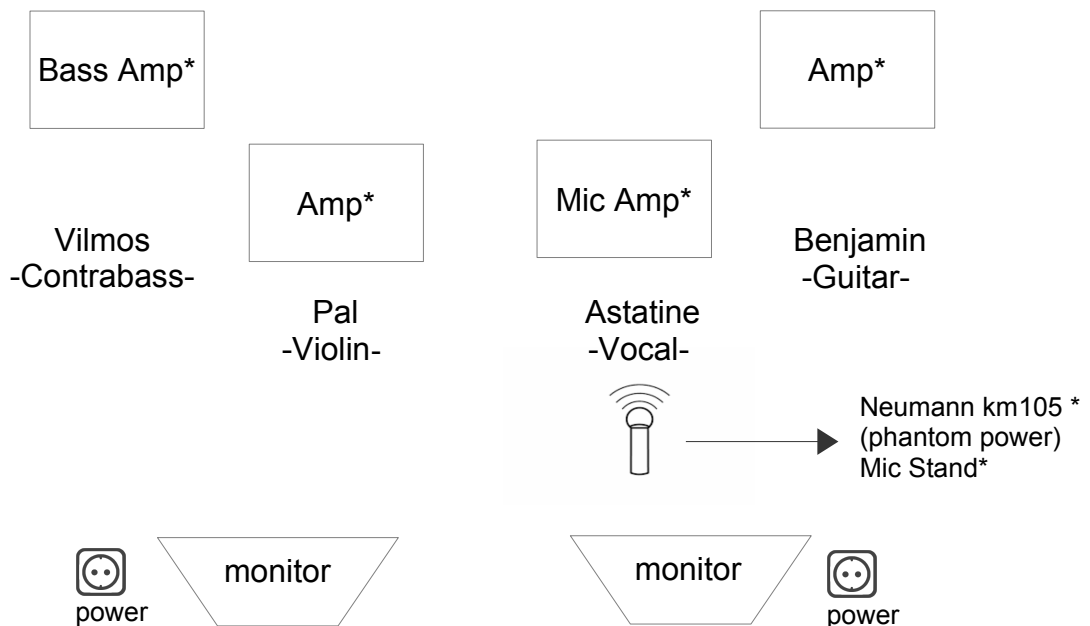 Bass Amp*
Amp*
Amp*
Mic Amp*
Vilmos
-Contrabass-
Benjamin
-Guitar-
Pal
-Violin-
Astatine
-Vocal-
Neumann km105 *
(phantom power)
Mic Stand*
monitor
monitor
power
power